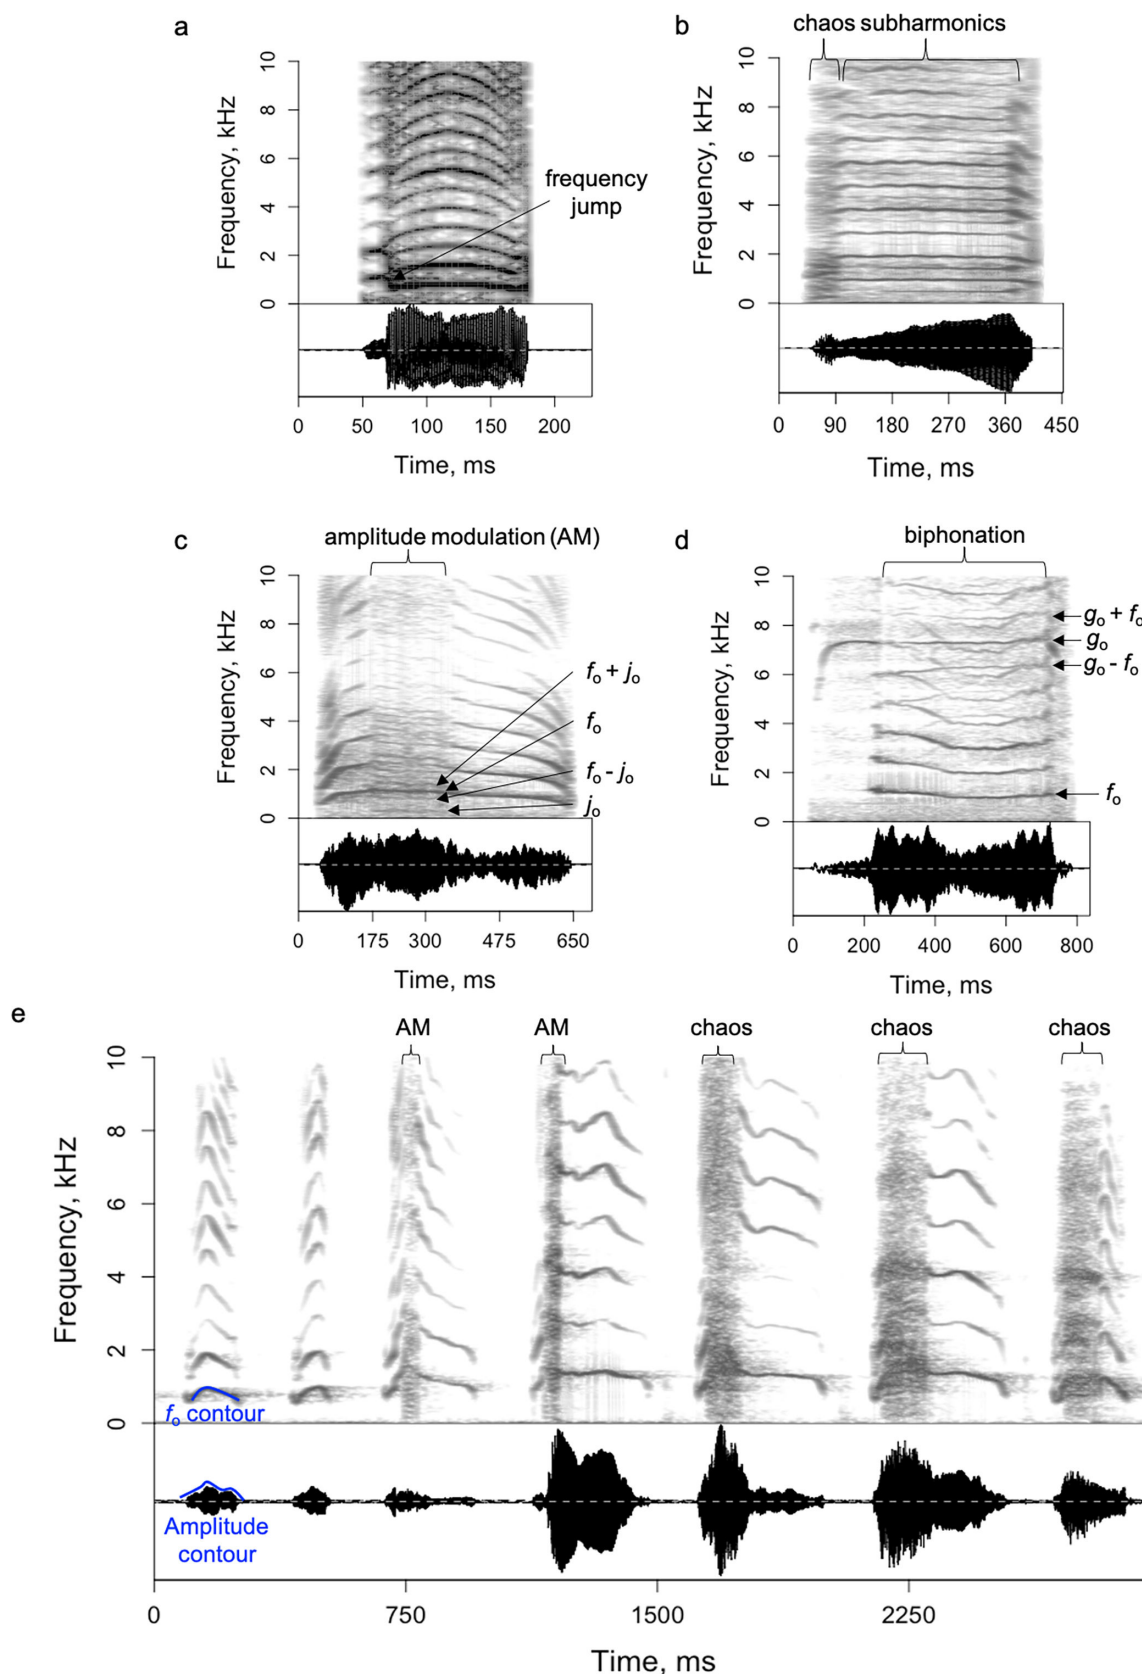 a
10
8
6
4
2
0
Frequency, kHz
frequency
jump
0 50 100 150 200
Time, ms
b
chaos subharmonics
10
8
6
4
2
0
Frequency, kHz
0 90 180 270 360 450
Time, ms
c
amplitude modulation (AM)
10
8
6
4
2
0
Frequency, kHz
fo + jo
fo
fo - jo
jo
0 175 300 475 650
Time, ms
d
biphonation
10
8
6
4
2
0
Frequency, kHz
go + fo
go
go - fo
fo
0 200 400 600 800
Time, ms
e
AM AM chaos chaos chaos
10
8
6
4
2
0
Frequency, kHz
fo contour
Amplitude
contour
0 750 1500 2250
Time, ms